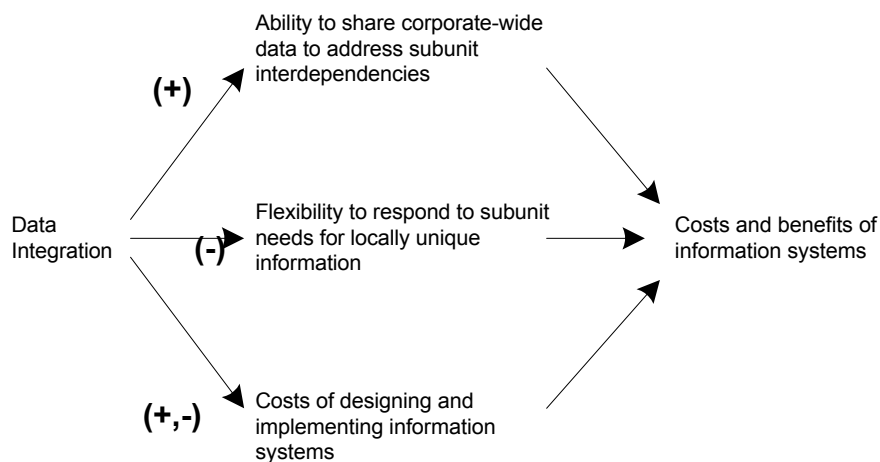 Ability to share corporate-wide
data to address subunit
interdependencies
(+)
Data
Integration
(-)
Flexibility to respond to subunit
needs for locally unique
information
Costs and benefits of
information systems
(+,-)
Costs of designing and
implementing information
systems